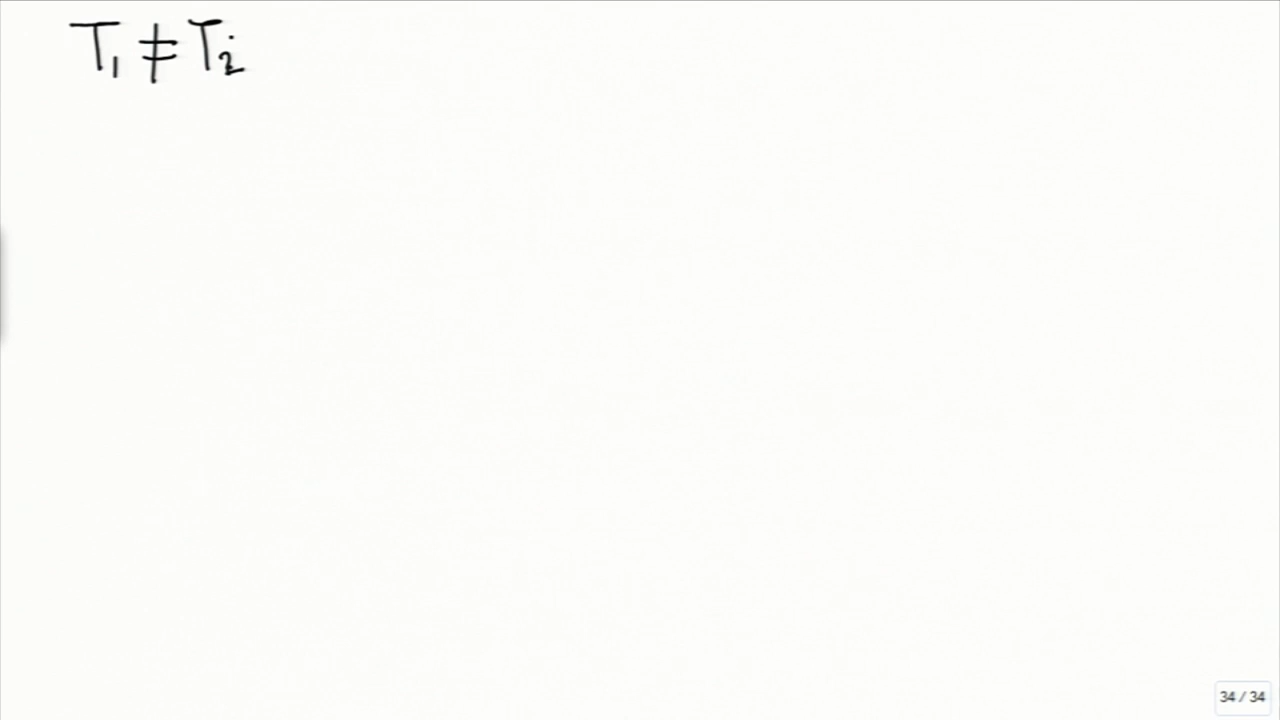 T₁ ≠ T₂
34 / 34